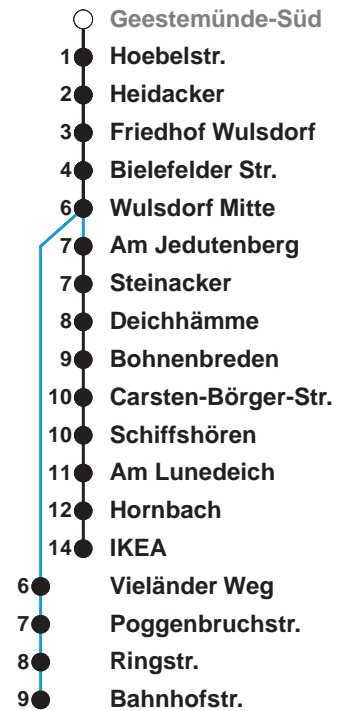 Geestemünde-Süd
1 Hoebelstr.
2 Heidacker
3 Friedhof Wulsdorf
4 Bielefelder Str.
6 Wulsdorf Mitte
7 Am Jedutenberg
7 Steinacker
8 Deichhämme
9 Bohnenbreden
10 Carsten-Börger-Str.
10 Schiffshören
11 Am Lunedeich
12 Hornbach
14 IKEA
6 Vieländer Weg
7 Poggenbruchstr.
8 Ringstr.
9 Bahnhofstr.